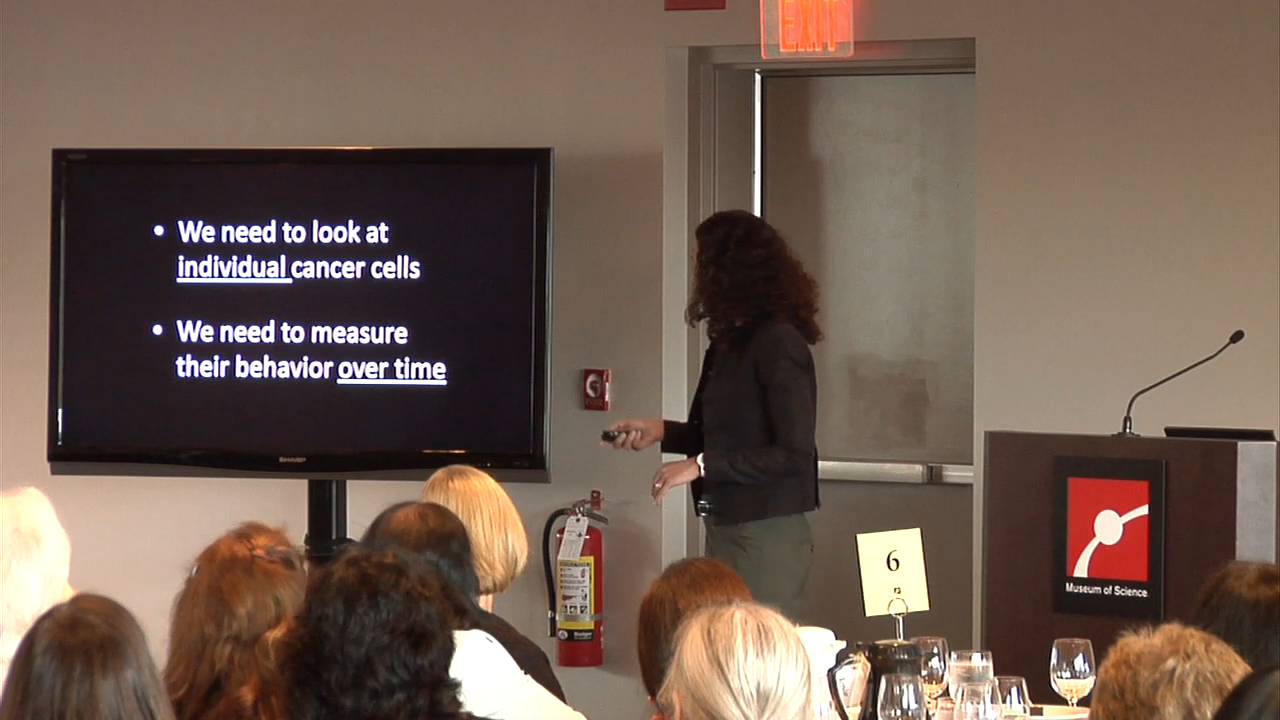 EXIT
• We need to look at
individual cancer cells
• We need to measure
their behavior over time
SHARP
6
Museum of Science